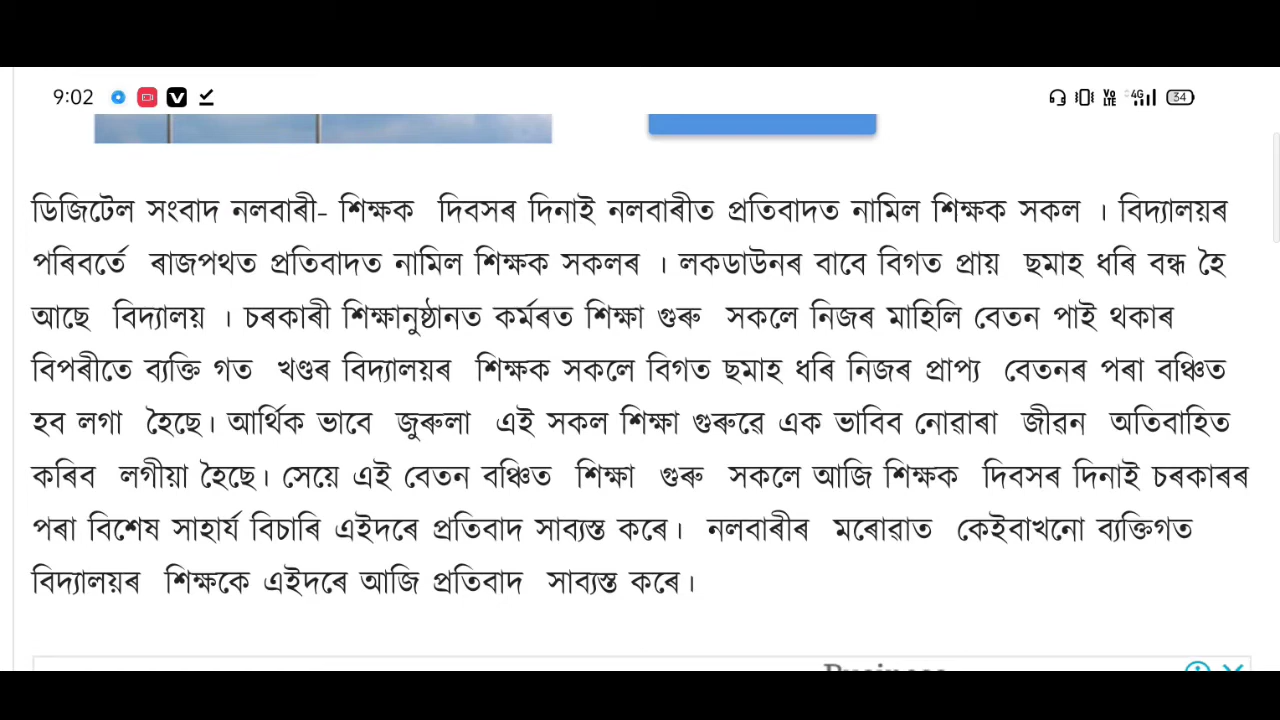 9:02
Vo LTE 4G 34
ডিজিটেল সংবাদ নলবাৰী- শিক্ষক দিবসৰ দিনাই নলবাৰীত প্ৰতিবাদত নামিল শিক্ষক সকল । বিদ্যালয়ৰ
পৰিবৰ্তে ৰাজপথত প্ৰতিবাদত নামিল শিক্ষক সকলৰ । লকডাউনৰ বাবে বিগত প্ৰায় ছমাহ ধৰি বন্ধ হৈ
আছে বিদ্যালয় । চৰকাৰী শিক্ষানুষ্ঠানত কৰ্মৰত শিক্ষা গুৰু সকলে নিজৰ মাহিলি বেতন পাই থকাৰ
বিপৰীতে ব্যক্তি গত খণ্ডৰ বিদ্যালয়ৰ শিক্ষক সকলে বিগত ছমাহ ধৰি নিজৰ প্ৰাপ্য বেতনৰ পৰা বঞ্চিত
হব লগা হৈছে। আৰ্থিক ভাবে জুৰুলা এই সকল শিক্ষা গুৰুৱে এক ভাবিব নোৱাৰা জীৱন অতিবাহিত
কৰিব লগীয়া হৈছে। সেয়ে এই বেতন বঞ্চিত শিক্ষা গুৰু সকলে আজি শিক্ষক দিবসৰ দিনাই চৰকাৰৰ
পৰা বিশেষ সাহাৰ্য বিচাৰি এইদৰে প্ৰতিবাদ সাব্যস্ত কৰে। নলবাৰীৰ মৰোৱাত কেইবাখনো ব্যক্তিগত
বিদ্যালয়ৰ শিক্ষকে এইদৰে আজি প্ৰতিবাদ সাব্যস্ত কৰে।